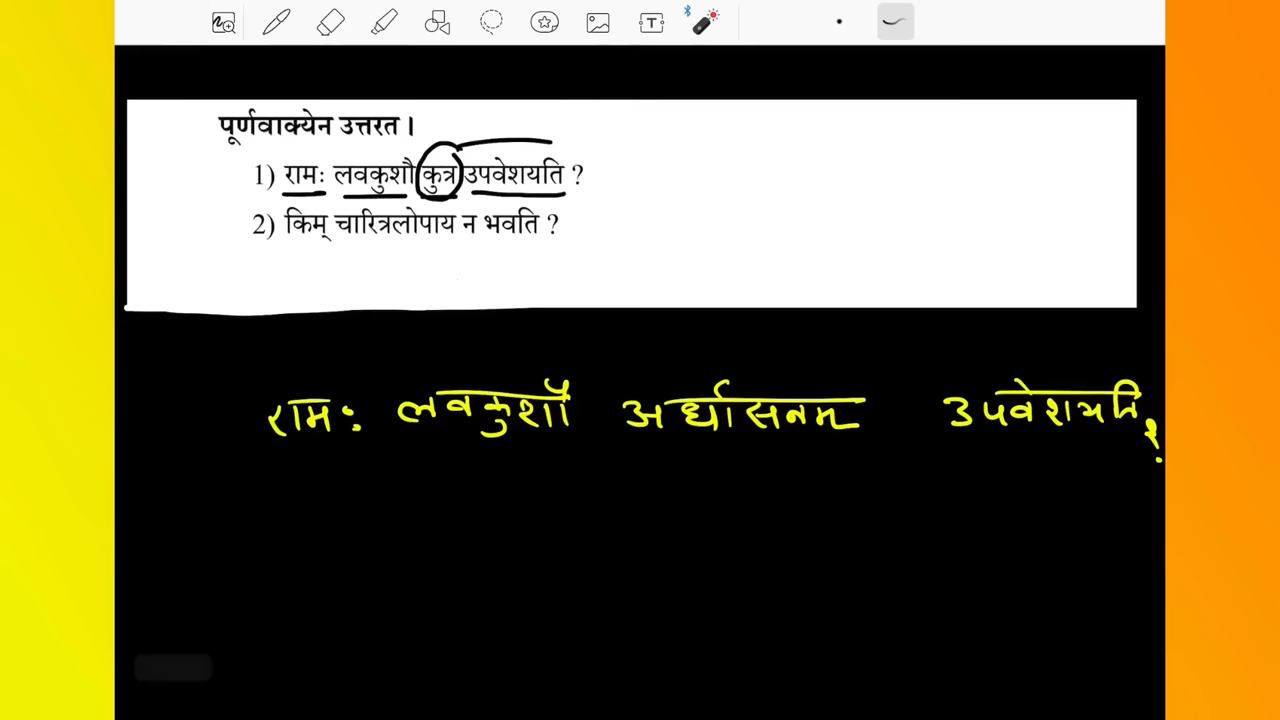 पूर्णवाक्येन उत्तरत ।
1) रामः लवकुशौ कुत्र उपवेशयति ?
2) किम् चारित्रलोपाय न भवति ?
रामः लवकुशौ अर्धासनम उपवेशयति ?